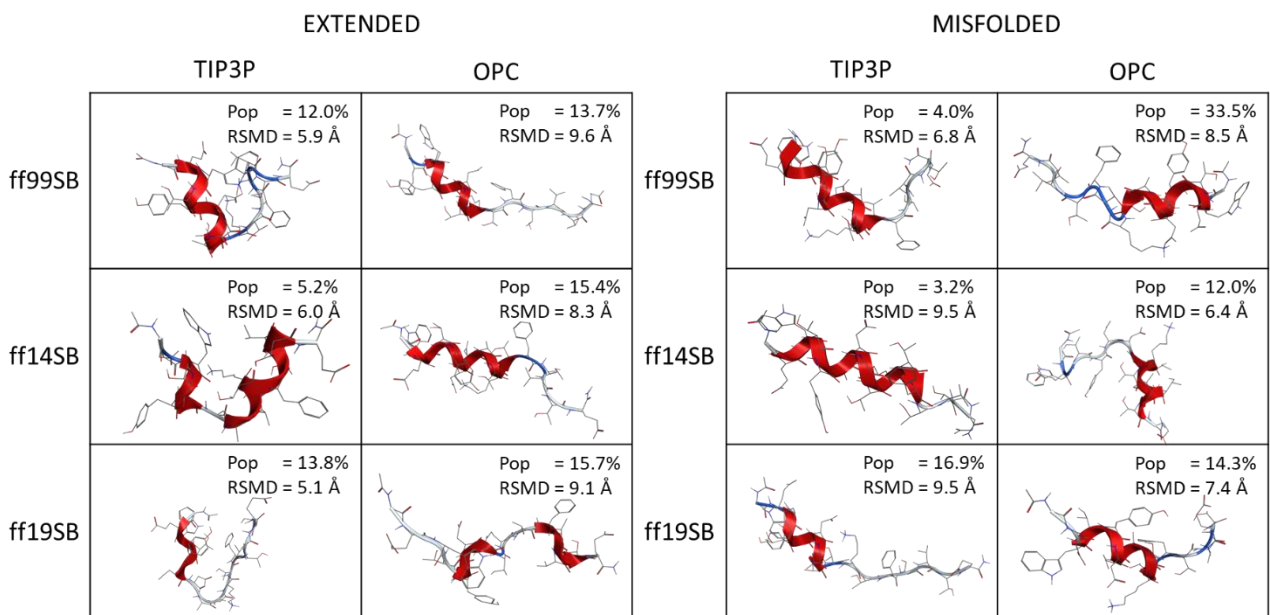 EXTENDED
MISFOLDED
TIP3P
OPC
TIP3P
OPC
ff99SB
Pop = 12.0%
RSMD = 5.9 Å
Pop = 13.7%
RSMD = 9.6 Å
ff99SB
Pop = 4.0%
RSMD = 6.8 Å
Pop = 33.5%
RSMD = 8.5 Å
ff14SB
Pop = 5.2%
RSMD = 6.0 Å
Pop = 15.4%
RSMD = 8.3 Å
ff14SB
Pop = 3.2%
RSMD = 9.5 Å
Pop = 12.0%
RSMD = 6.4 Å
ff19SB
Pop = 13.8%
RSMD = 5.1 Å
Pop = 15.7%
RSMD = 9.1 Å
ff19SB
Pop = 16.9%
RSMD = 9.5 Å
Pop = 14.3%
RSMD = 7.4 Å